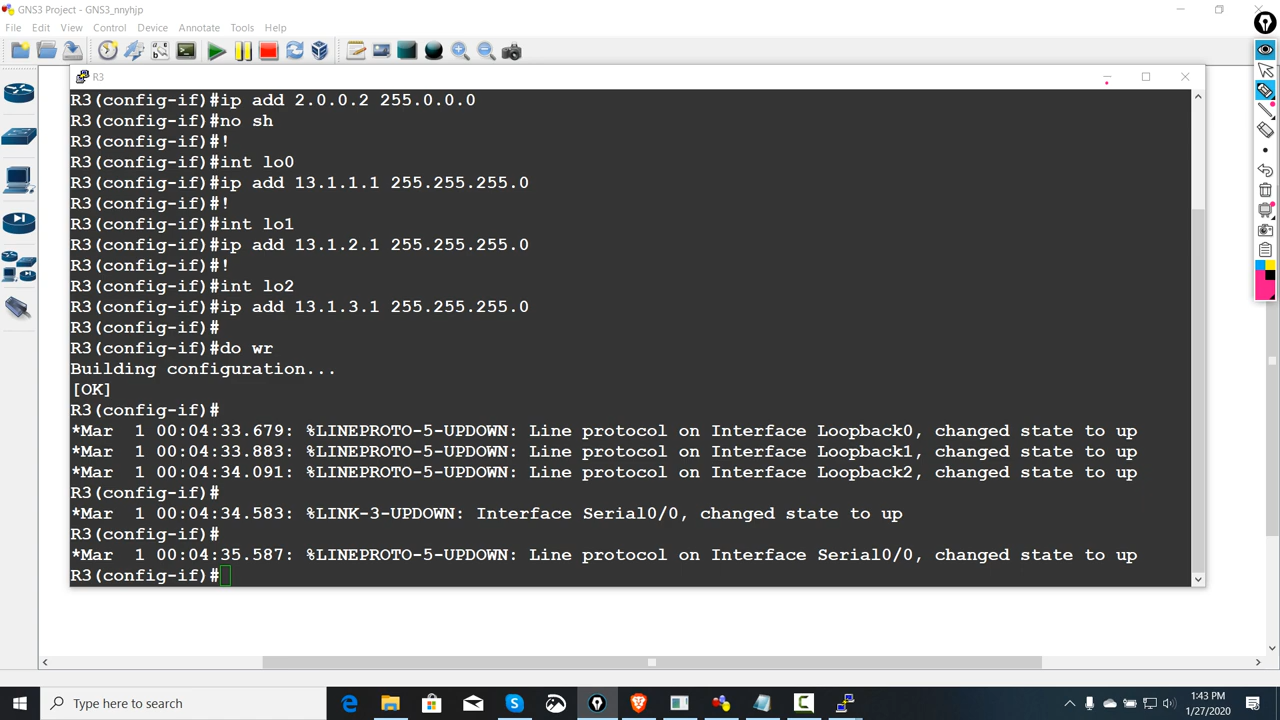 GNS3 Project - GNS3_nnyhjp
File Edit View Control Device Annotate Tools Help
R3
R3(config-if)#ip add 2.0.0.2 255.0.0.0
R3(config-if)#no sh
R3(config-if)#!
R3(config-if)#int lo0
R3(config-if)#ip add 13.1.1.1 255.255.255.0
R3(config-if)#!
R3(config-if)#int lo1
R3(config-if)#ip add 13.1.2.1 255.255.255.0
R3(config-if)#!
R3(config-if)#int lo2
R3(config-if)#ip add 13.1.3.1 255.255.255.0
R3(config-if)#
R3(config-if)#do wr
Building configuration...
[OK]
R3(config-if)#
*Mar  1 00:04:33.679: %LINEPROTO-5-UPDOWN: Line protocol on Interface Loopback0, changed state to up
*Mar  1 00:04:33.883: %LINEPROTO-5-UPDOWN: Line protocol on Interface Loopback1, changed state to up
*Mar  1 00:04:34.091: %LINEPROTO-5-UPDOWN: Line protocol on Interface Loopback2, changed state to up
R3(config-if)#
*Mar  1 00:04:34.583: %LINK-3-UPDOWN: Interface Serial0/0, changed state to up
R3(config-if)#
*Mar  1 00:04:35.587: %LINEPROTO-5-UPDOWN: Line protocol on Interface Serial0/0, changed state to up
R3(config-if)#
Type here to search
1:43 PM
1/27/2020